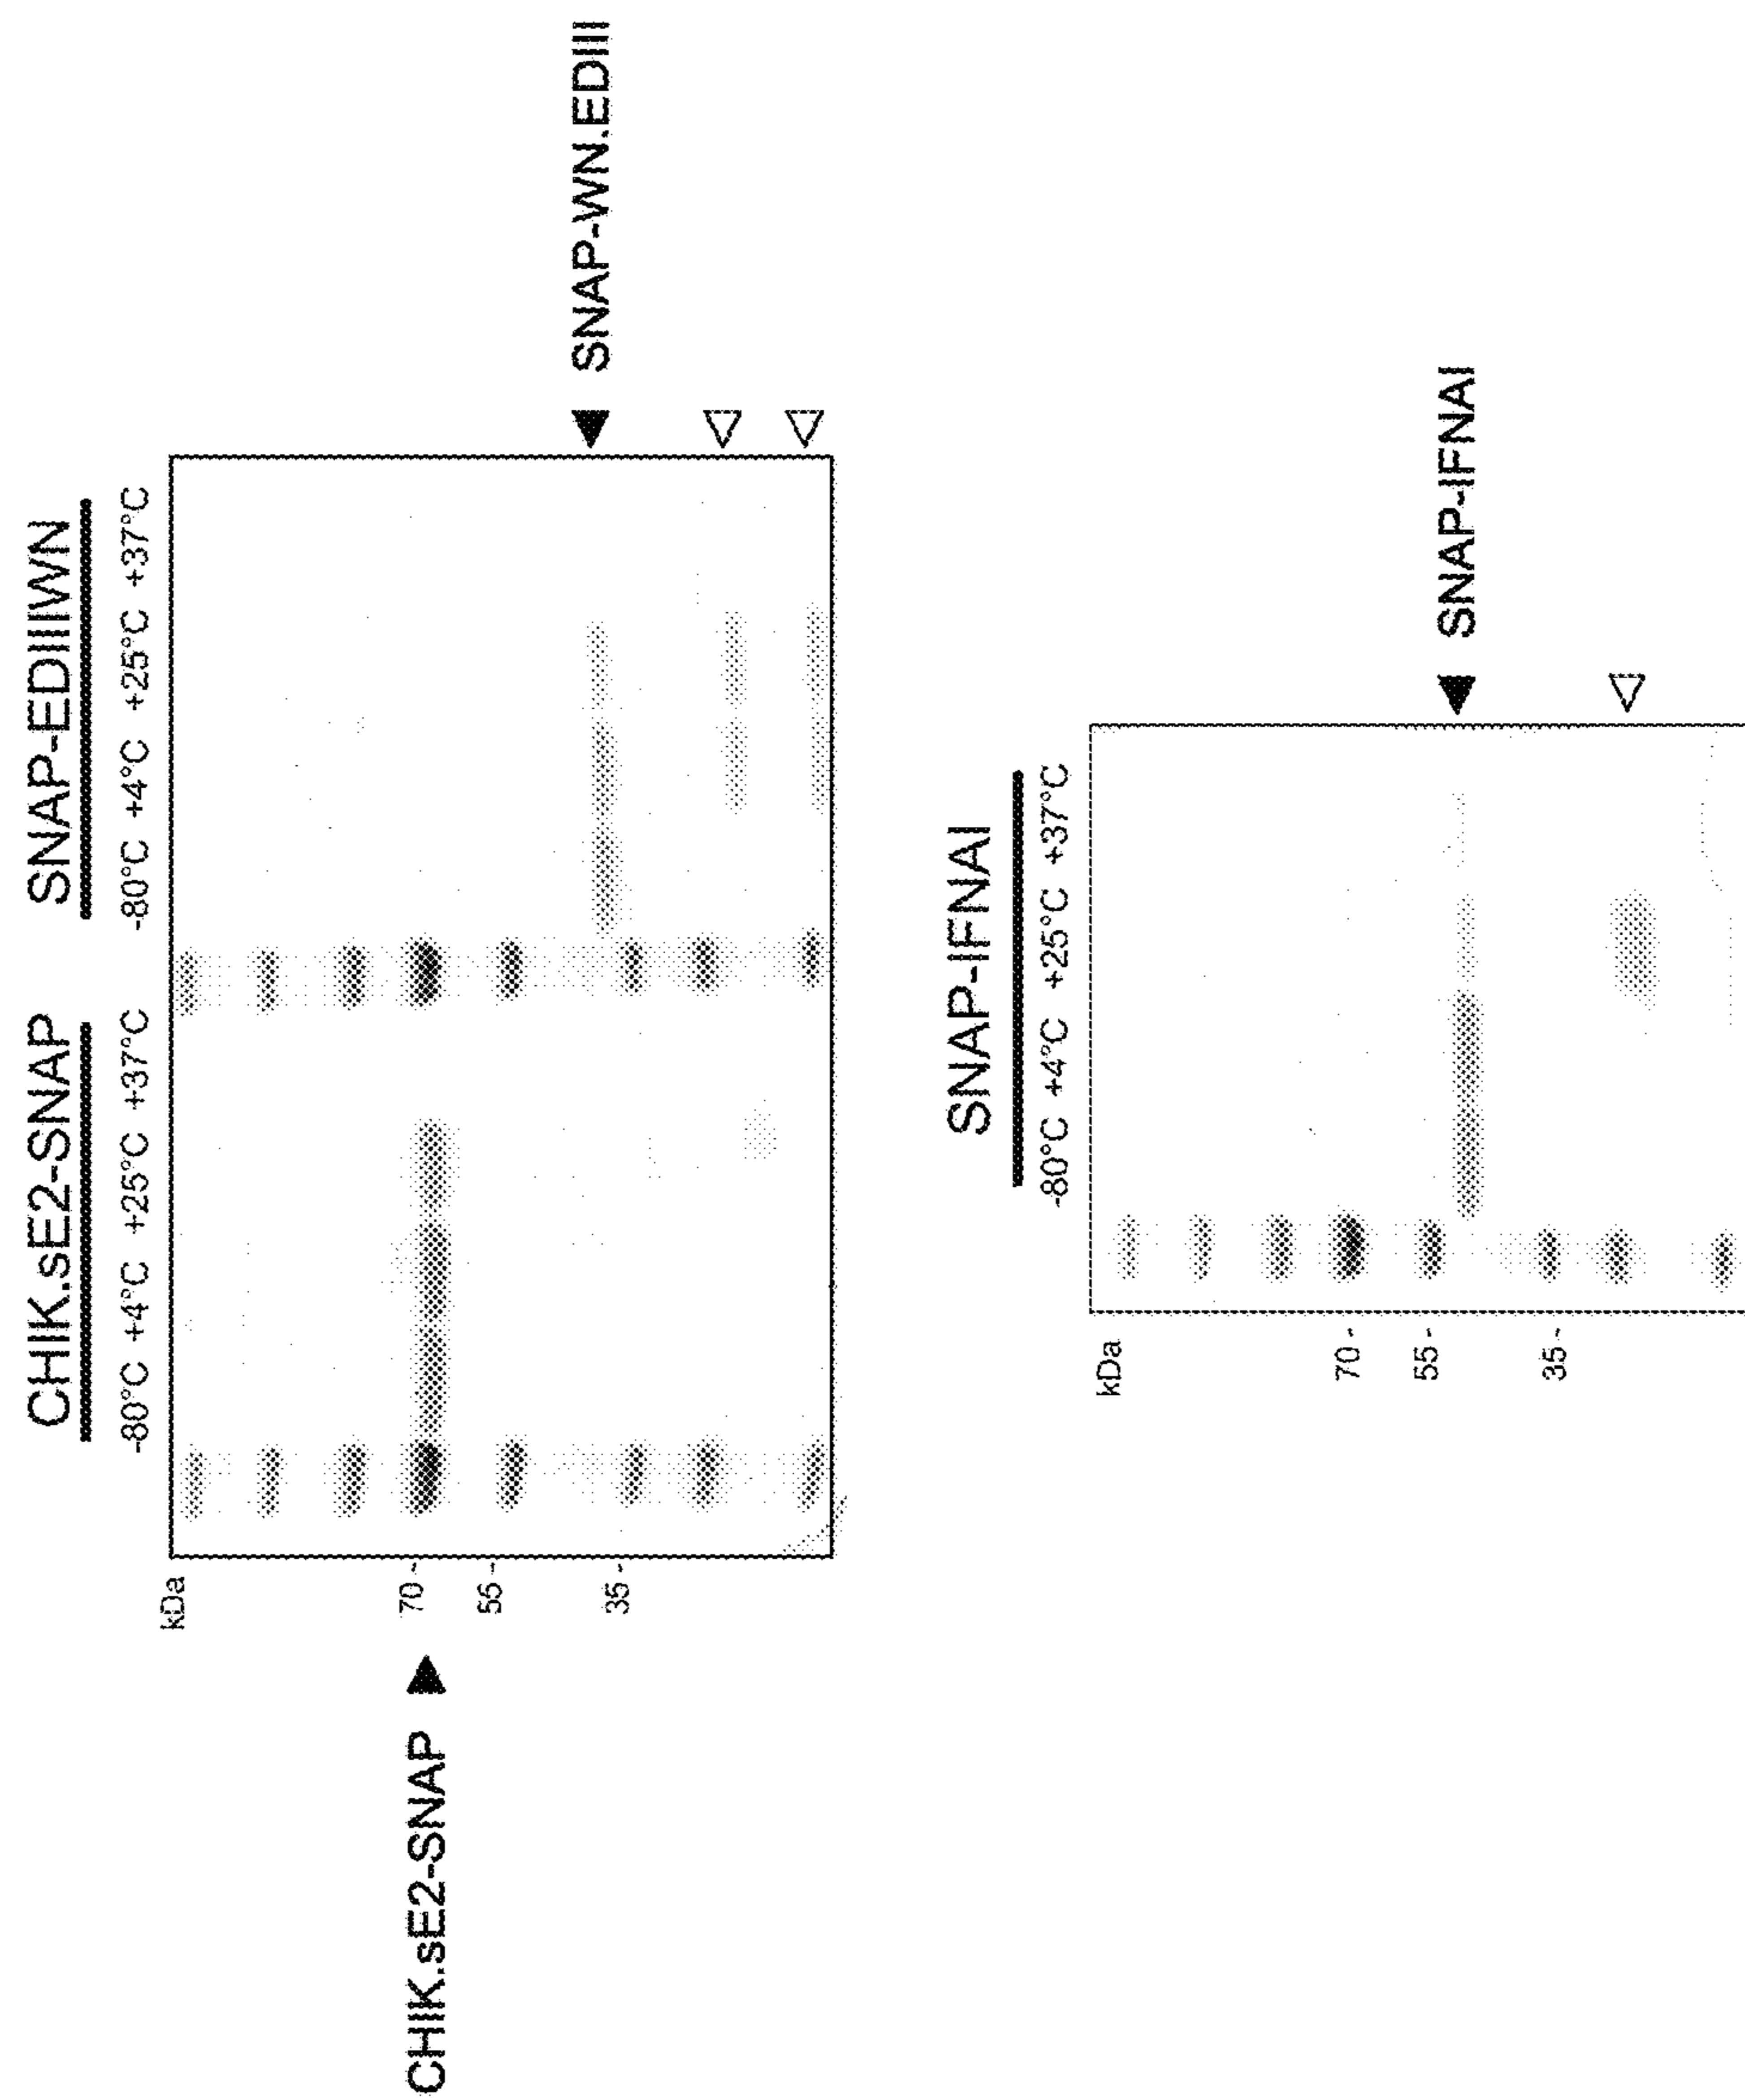 CHIK.sE2-SNAP SNAP-EDIIIWN
-80°C +4°C +25°C +37°C -80°C +4°C +25°C +37°C
kDa
70 -
55 -
35 -
CHIK.sE2-SNAP
SNAP-WN.EDIII
SNAP-IFNAI
-80°C +4°C +25°C +37°C
kDa
70 -
55 -
35 -
SNAP-IFNAI